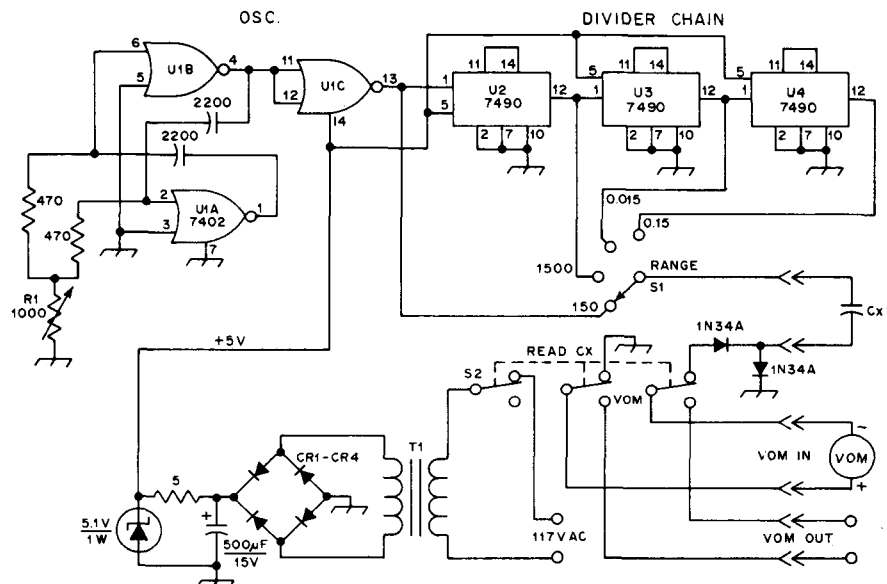 OSC.
DIVIDER CHAIN
6
5
U1B
4
11
12
U1C
13
14
2200
2200
470
470
2
3
U1A
7402
1
7
R1
1000
+5V
1
5
11
14
U2
7490
12
2
7
10
5
1
11
14
U3
7490
12
2
7
10
5
1
11
14
U4
7490
12
2
7
10
0.015
0.15
1500
150
RANGE
S1
Cx
1N34A
1N34A
READ CX
S2
VOM
VOM IN
-
VOM
+
VOM OUT
117VAC
T1
CR1-CR4
5
5.1V
1W
+
500µF
15V